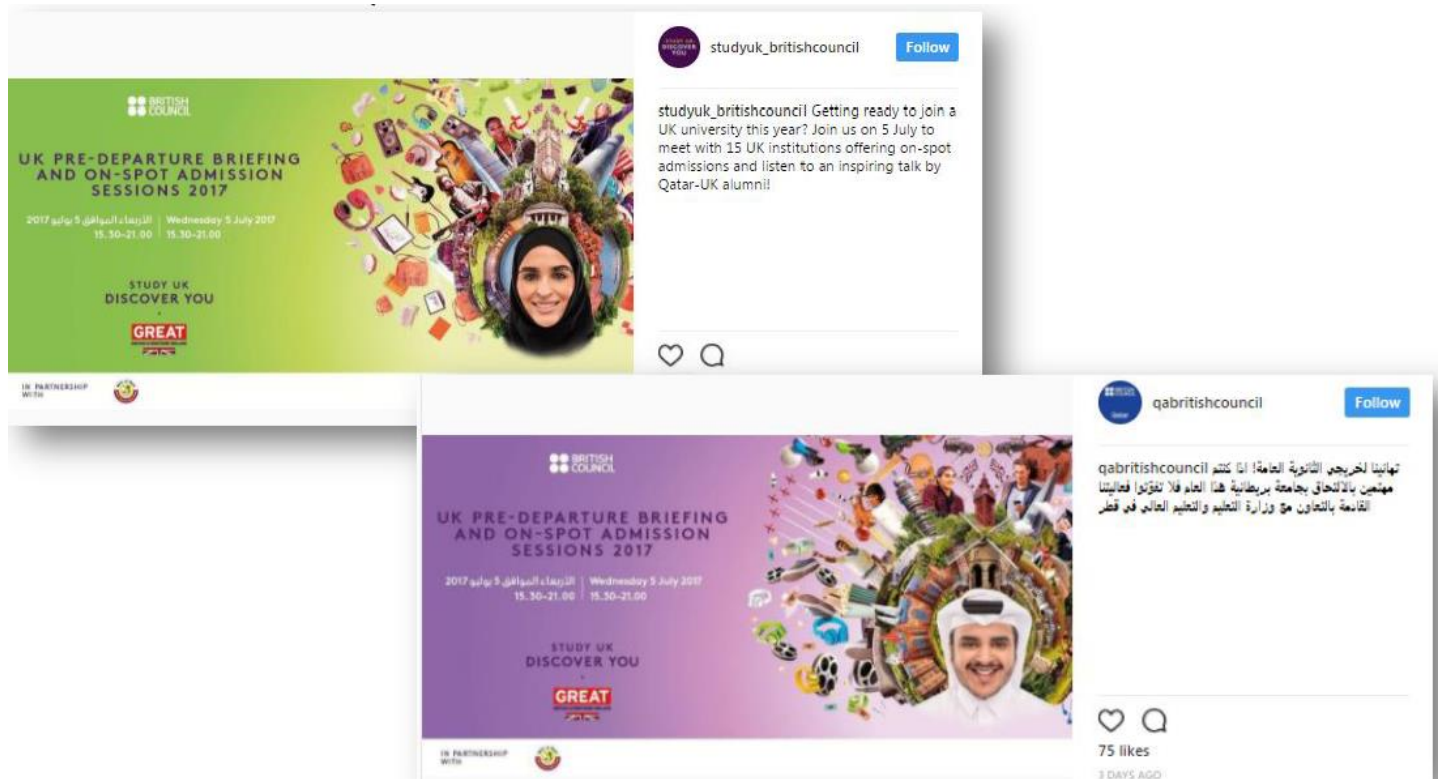 studyuk_britishcouncil
Follow
studyuk_britishcouncil Getting ready to join a
UK university this year? Join us on 5 July to
meet with 15 UK institutions offering on-spot
admissions and listen to an inspiring talk by
Qatar-UK alumni!
BRITISH
COUNCIL
UK PRE-DEPARTURE BRIEFING
AND ON-SPOT ADMISSION
SESSIONS 2017
الأربعاء الموافق 5 يوليو 2017 | Wednesday 5 July 2017
15.30–21.00 | 15.30–21.00
STUDY UK
DISCOVER YOU
GREAT
IN PARTNERSHIP
WITH
qabritishcouncil
Follow
qabritishcouncil تهانينا لخريجي الثانوية العامة! اذا كنتم
مهتمين بالالتحاق بجامعة بريطانية هذا العام فلا تفوّتوا فعاليتنا
القادمة بالتعاون مع وزارة التعليم والتعليم العالي في قطر
BRITISH
COUNCIL
UK PRE-DEPARTURE BRIEFING
AND ON-SPOT ADMISSION
SESSIONS 2017
الأربعاء الموافق 5 يوليو 2017 | Wednesday 5 July 2017
15.30–21.00 | 15.30–21.00
STUDY UK
DISCOVER YOU
GREAT
IN PARTNERSHIP
WITH
75 likes
3 DAYS AGO